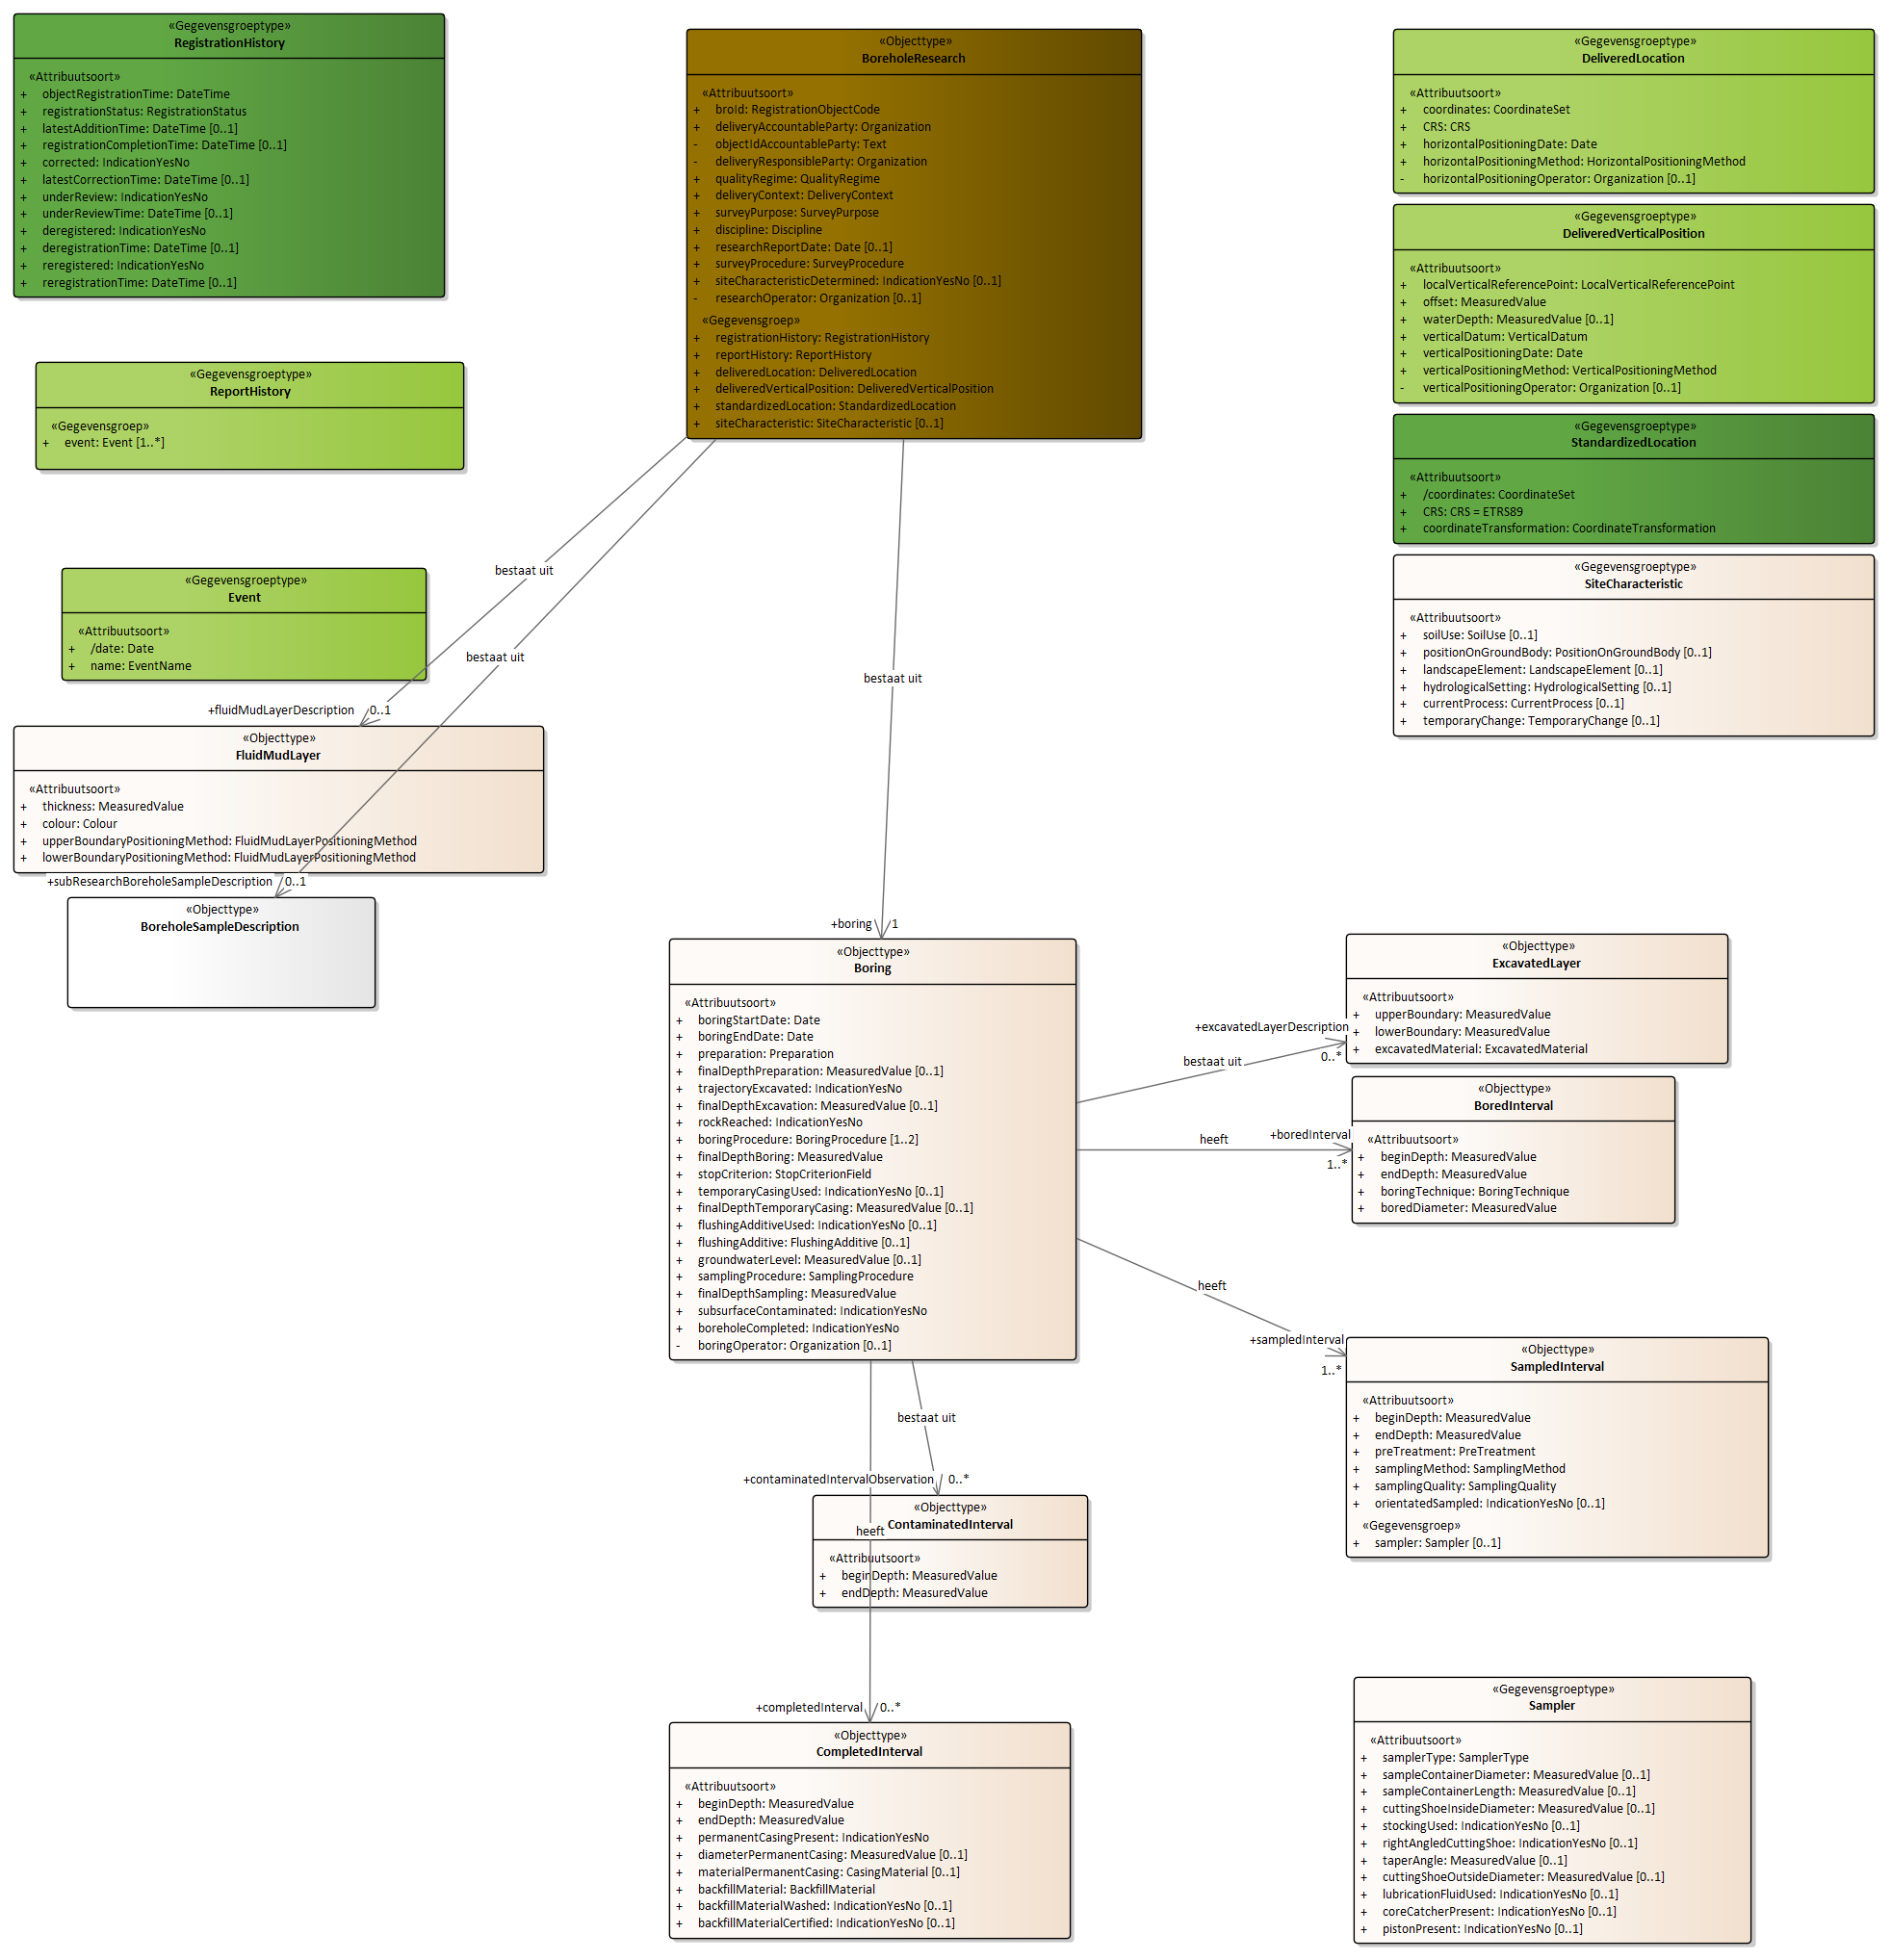 «Gegevensgroeptype»
RegistrationHistory
«Attribuutsoort»
+ objectRegistrationTime: DateTime
+ registrationStatus: RegistrationStatus
+ latestAdditionTime: DateTime [0..1]
+ registrationCompletionTime: DateTime [0..1]
+ corrected: IndicationYesNo
+ latestCorrectionTime: DateTime [0..1]
+ underReview: IndicationYesNo
+ underReviewTime: DateTime [0..1]
+ deregistered: IndicationYesNo
+ deregistrationTime: DateTime [0..1]
+ reregistered: IndicationYesNo
+ reregistrationTime: DateTime [0..1]
«Objecttype»
BoreholeResearch
«Attribuutsoort»
+ broId: RegistrationObjectCode
+ deliveryAccountableParty: Organization
- objectIdAccountableParty: Text
- deliveryResponsibleParty: Organization
+ qualityRegime: QualityRegime
+ deliveryContext: DeliveryContext
+ surveyPurpose: SurveyPurpose
+ discipline: Discipline
+ researchReportDate: Date [0..1]
+ surveyProcedure: SurveyProcedure
+ siteCharacteristicDetermined: IndicationYesNo [0..1]
- researchOperator: Organization [0..1]
«Gegevensgroep»
+ registrationHistory: RegistrationHistory
+ reportHistory: ReportHistory
+ deliveredLocation: DeliveredLocation
+ deliveredVerticalPosition: DeliveredVerticalPosition
+ standardizedLocation: StandardizedLocation
+ siteCharacteristic: SiteCharacteristic [0..1]
«Gegevensgroeptype»
DeliveredLocation
«Attribuutsoort»
+ coordinates: CoordinateSet
+ CRS: CRS
+ horizontalPositioningDate: Date
+ horizontalPositioningMethod: HorizontalPositioningMethod
- horizontalPositioningOperator: Organization [0..1]
«Gegevensgroeptype»
DeliveredVerticalPosition
«Attribuutsoort»
+ localVerticalReferencePoint: LocalVerticalReferencePoint
+ offset: MeasuredValue
+ waterDepth: MeasuredValue [0..1]
+ verticalDatum: VerticalDatum
+ verticalPositioningDate: Date
+ verticalPositioningMethod: VerticalPositioningMethod
- verticalPositioningOperator: Organization [0..1]
«Gegevensgroeptype»
StandardizedLocation
«Attribuutsoort»
+ /coordinates: CoordinateSet
+ CRS: CRS = ETRS89
+ coordinateTransformation: CoordinateTransformation
«Gegevensgroeptype»
SiteCharacteristic
«Attribuutsoort»
+ soilUse: SoilUse [0..1]
+ positionOnGroundBody: PositionOnGroundBody [0..1]
+ landscapeElement: LandscapeElement [0..1]
+ hydrologicalSetting: HydrologicalSetting [0..1]
+ currentProcess: CurrentProcess [0..1]
+ temporaryChange: TemporaryChange [0..1]
«Gegevensgroeptype»
ReportHistory
«Gegevensgroep»
+ event: Event [1..*]
«Gegevensgroeptype»
Event
«Attribuutsoort»
+ /date: Date
+ name: EventName
bestaat uit
bestaat uit
bestaat uit
+fluidMudLayerDescription 0..1
«Objecttype»
FluidMudLayer
«Attribuutsoort»
+ thickness: MeasuredValue
+ colour: Colour
+ upperBoundaryPositioningMethod: FluidMudLayerPositioningMethod
+ lowerBoundaryPositioningMethod: FluidMudLayerPositioningMethod
+subResearchBoreholeSampleDescription 0..1
«Objecttype»
BoreholeSampleDescription
+boring 1
«Objecttype»
Boring
«Attribuutsoort»
+ boringStartDate: Date
+ boringEndDate: Date
+ preparation: Preparation
+ finalDepthPreparation: MeasuredValue [0..1]
+ trajectoryExcavated: IndicationYesNo
+ finalDepthExcavation: MeasuredValue [0..1]
+ rockReached: IndicationYesNo
+ boringProcedure: BoringProcedure [1..2]
+ finalDepthBoring: MeasuredValue
+ stopCriterion: StopCriterionField
+ temporaryCasingUsed: IndicationYesNo [0..1]
+ finalDepthTemporaryCasing: MeasuredValue [0..1]
+ flushingAdditiveUsed: IndicationYesNo [0..1]
+ flushingAdditive: FlushingAdditive [0..1]
+ groundwaterLevel: MeasuredValue [0..1]
+ samplingProcedure: SamplingProcedure
+ finalDepthSampling: MeasuredValue
+ subsurfaceContaminated: IndicationYesNo
+ boreholeCompleted: IndicationYesNo
- boringOperator: Organization [0..1]
+excavatedLayerDescription
0..*
bestaat uit
«Objecttype»
ExcavatedLayer
«Attribuutsoort»
+ upperBoundary: MeasuredValue
+ lowerBoundary: MeasuredValue
+ excavatedMaterial: ExcavatedMaterial
heeft
+boredInterval
1..*
«Objecttype»
BoredInterval
«Attribuutsoort»
+ beginDepth: MeasuredValue
+ endDepth: MeasuredValue
+ boringTechnique: BoringTechnique
+ boredDiameter: MeasuredValue
heeft
+sampledInterval
1..*
«Objecttype»
SampledInterval
«Attribuutsoort»
+ beginDepth: MeasuredValue
+ endDepth: MeasuredValue
+ preTreatment: PreTreatment
+ samplingMethod: SamplingMethod
+ samplingQuality: SamplingQuality
+ orientatedSampled: IndicationYesNo [0..1]
«Gegevensgroep»
+ sampler: Sampler [0..1]
bestaat uit
+contaminatedIntervalObservation 0..*
«Objecttype»
ContaminatedInterval
«Attribuutsoort»
+ beginDepth: MeasuredValue
+ endDepth: MeasuredValue
heeft
+completedInterval 0..*
«Objecttype»
CompletedInterval
«Attribuutsoort»
+ beginDepth: MeasuredValue
+ endDepth: MeasuredValue
+ permanentCasingPresent: IndicationYesNo
+ diameterPermanentCasing: MeasuredValue [0..1]
+ materialPermanentCasing: CasingMaterial [0..1]
+ backfillMaterial: BackfillMaterial
+ backfillMaterialWashed: IndicationYesNo [0..1]
+ backfillMaterialCertified: IndicationYesNo [0..1]
«Gegevensgroeptype»
Sampler
«Attribuutsoort»
+ samplerType: SamplerType
+ sampleContainerDiameter: MeasuredValue [0..1]
+ sampleContainerLength: MeasuredValue [0..1]
+ cuttingShoeInsideDiameter: MeasuredValue [0..1]
+ stockingUsed: IndicationYesNo [0..1]
+ rightAngledCuttingShoe: IndicationYesNo [0..1]
+ taperAngle: MeasuredValue [0..1]
+ cuttingShoeOutsideDiameter: MeasuredValue [0..1]
+ lubricationFluidUsed: IndicationYesNo [0..1]
+ coreCatcherPresent: IndicationYesNo [0..1]
+ pistonPresent: IndicationYesNo [0..1]